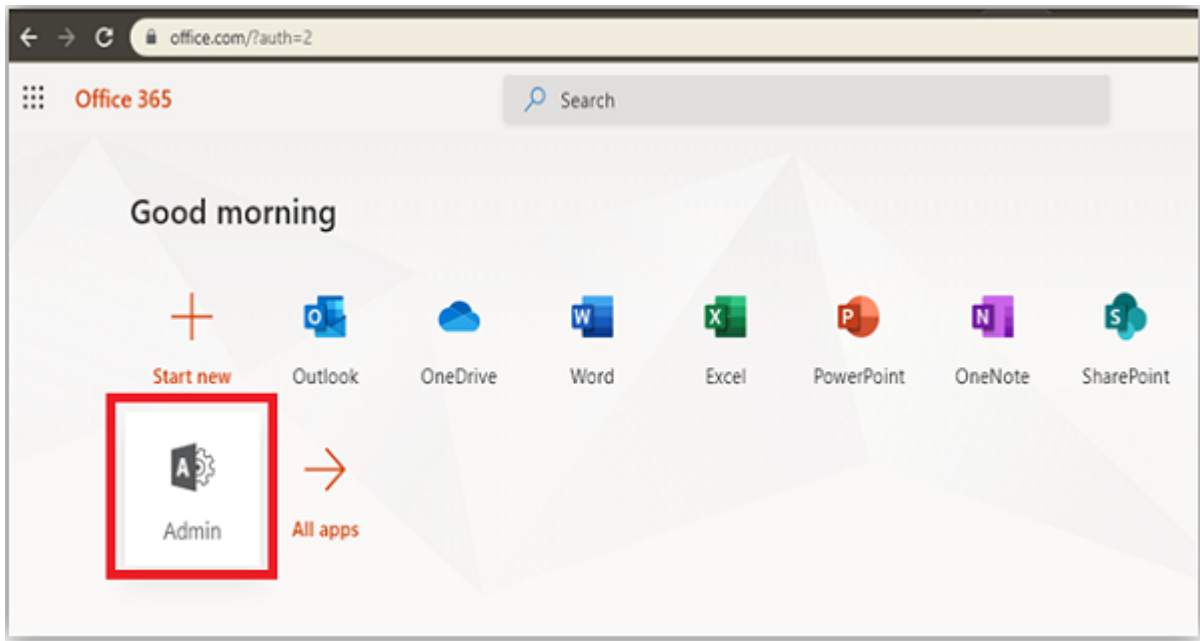 office.com/?auth=2
Office 365
Search
Good morning
Start new
Outlook
OneDrive
Word
Excel
PowerPoint
OneNote
SharePoint
Admin
All apps